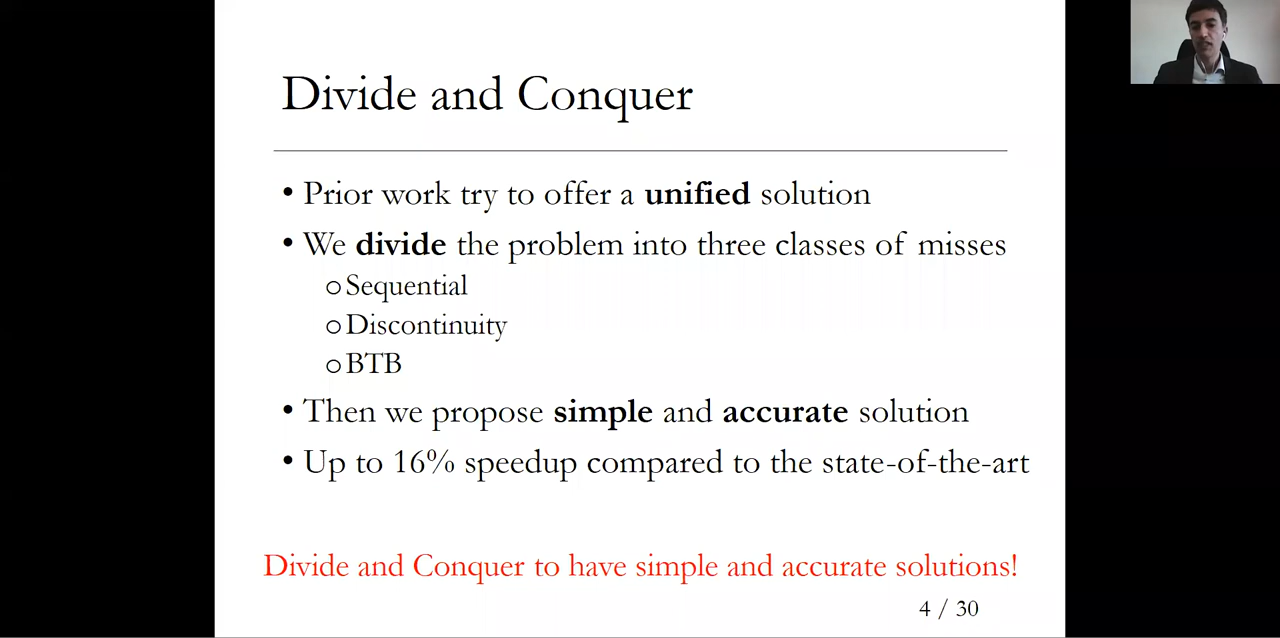 Divide and Conquer
• Prior work try to offer a unified solution
• We divide the problem into three classes of misses
o Sequential
o Discontinuity
o BTB
• Then we propose simple and accurate solution
• Up to 16% speedup compared to the state-of-the-art
Divide and Conquer to have simple and accurate solutions!
4 / 30